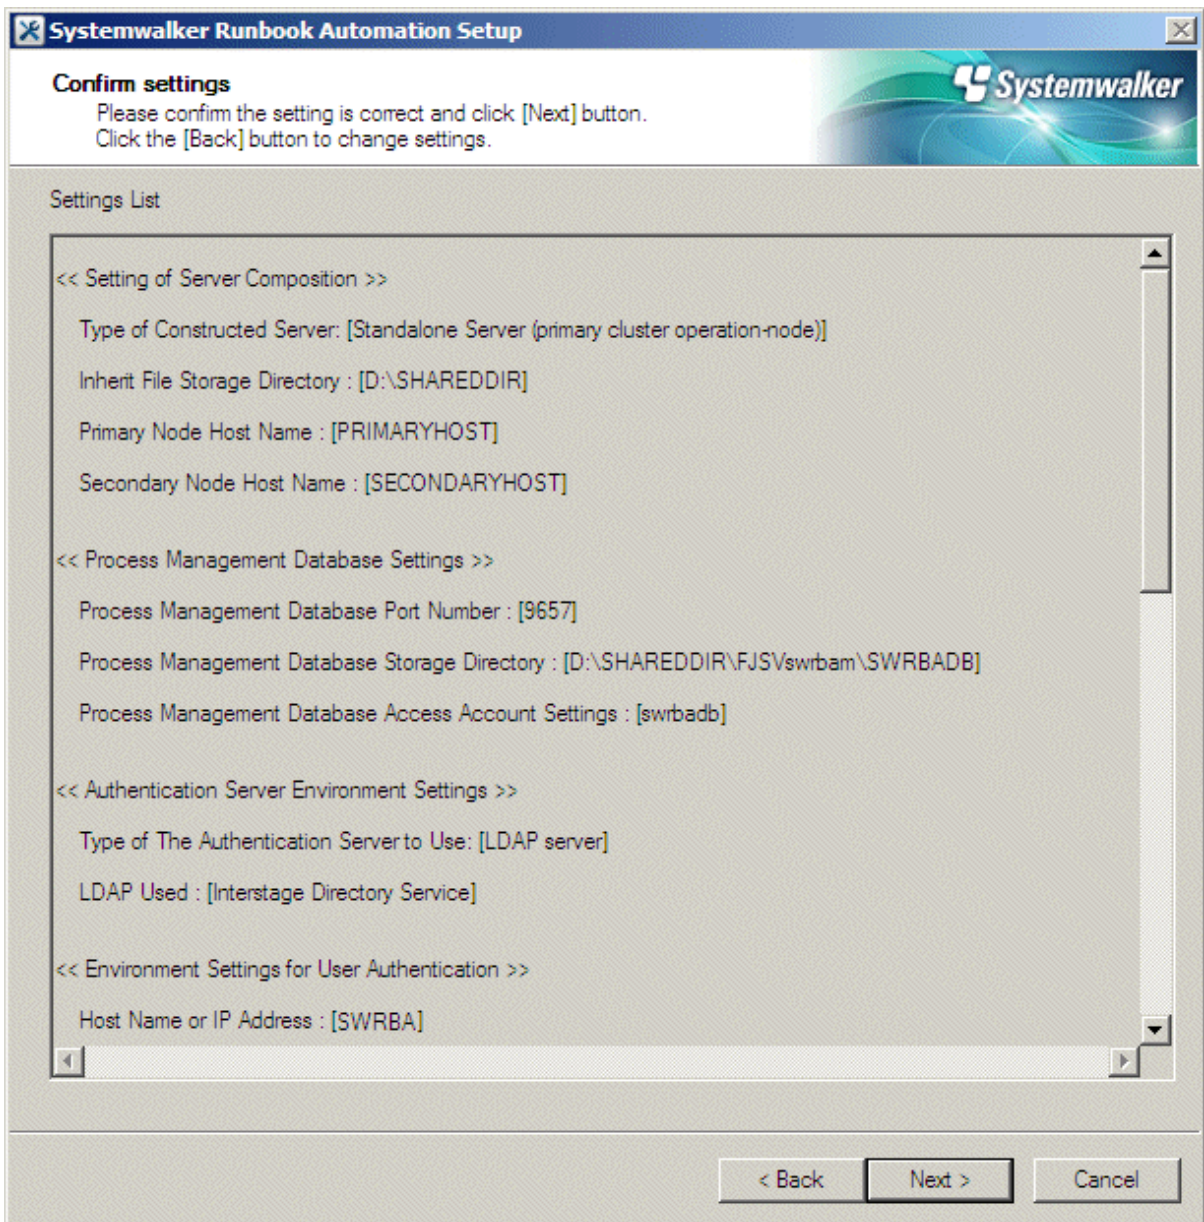 Systemwalker Runbook Automation Setup
Confirm settings
Please confirm the setting is correct and click [Next] button.
Click the [Back] button to change settings.
Systemwalker
Settings List
<< Setting of Server Composition >>
Type of Constructed Server: [Standalone Server (primary cluster operation-node)]
Inherit File Storage Directory : [D:\SHAREDDIR]
Primary Node Host Name : [PRIMARYHOST]
Secondary Node Host Name : [SECONDARYHOST]
<< Process Management Database Settings >>
Process Management Database Port Number : [9657]
Process Management Database Storage Directory : [D:\SHAREDDIR\FJSVswrbam\SWRBADB]
Process Management Database Access Account Settings : [swrbadb]
<< Authentication Server Environment Settings >>
Type of The Authentication Server to Use: [LDAP server]
LDAP Used : [Interstage Directory Service]
<< Environment Settings for User Authentication >>
Host Name or IP Address : [SWRBA]
< Back
Next >
Cancel